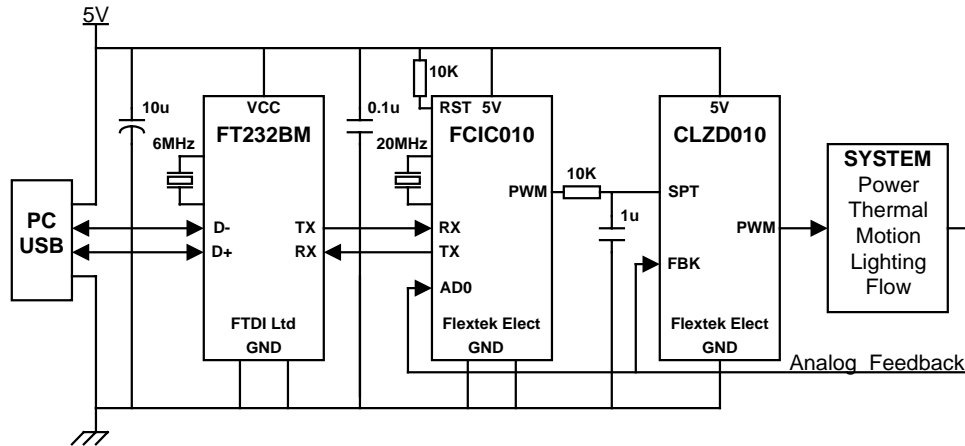 5V
10K
10u
VCC
0.1u
RST
5V
5V
FT232BM
FCIC010
CLZD010
6MHz
20MHz
SYSTEM
Power
Thermal
Motion
Lighting
Flow
10K
PWM
SPT
1u
PC
USB
D-
TX
RX
PWM
D+
RX
TX
FBK
AD0
FTDI Ltd
Flextek Elect
Flextek Elect
GND
GND
GND
Analog Feedback